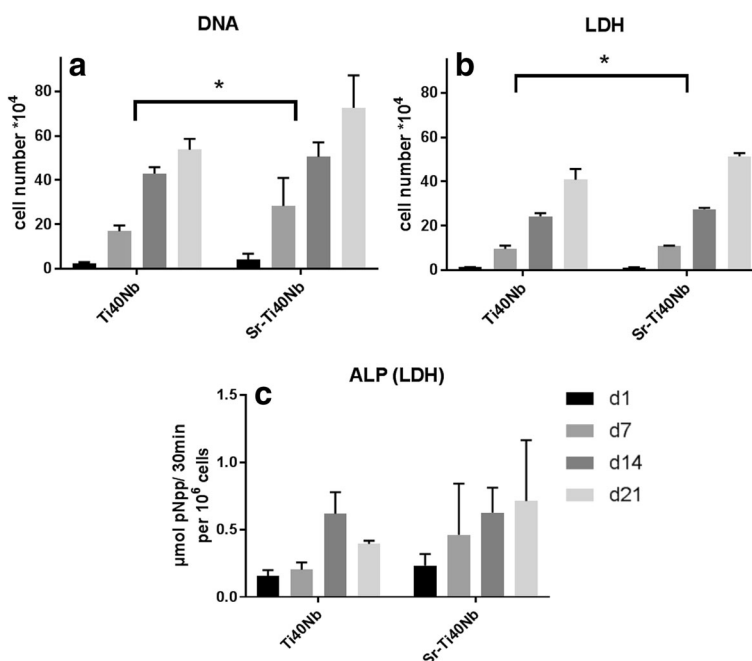 DNA
a
*
cell number *10⁴
80
60
40
20
0
Ti40Nb
Sr-Ti40Nb
LDH
b
*
cell number *10⁴
80
60
40
20
0
Ti40Nb
Sr-Ti40Nb
ALP (LDH)
c
µmol pNpp/ 30min
per 10⁶ cells
1.5
1.0
0.5
0.0
Ti40Nb
Sr-Ti40Nb
d1
d7
d14
d21